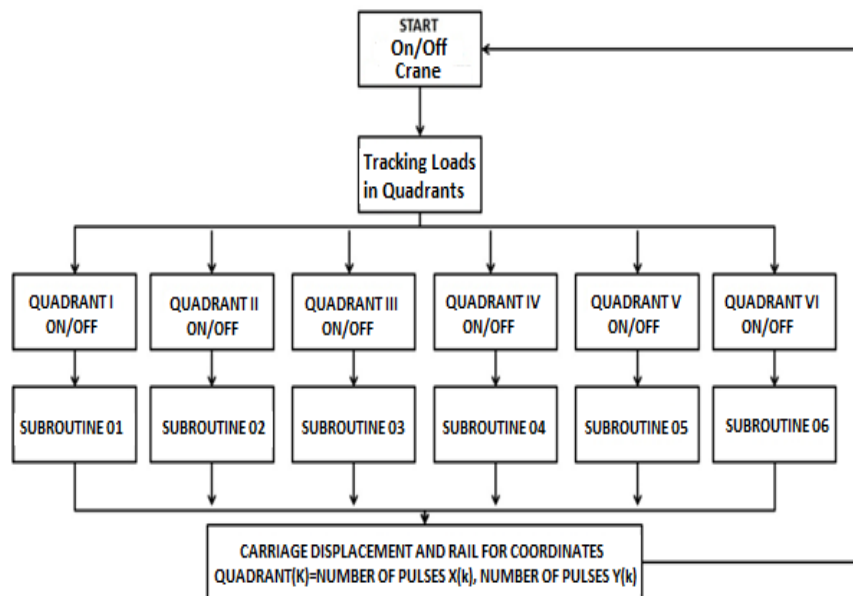 START
On/Off
Crane
Tracking Loads
in Quadrants
QUADRANT I
ON/OFF
QUADRANT II
ON/OFF
QUADRANT III
ON/OFF
QUADRANT IV
ON/OFF
QUADRANT V
ON/OFF
QUADRANT VI
ON/OFF
SUBROUTINE 01
SUBROUTINE 02
SUBROUTINE 03
SUBROUTINE 04
SUBROUTINE 05
SUBROUTINE 06
CARRIAGE DISPLACEMENT AND RAIL FOR COORDINATES
QUADRANT(K)=NUMBER OF PULSES X(k), NUMBER OF PULSES Y(k)